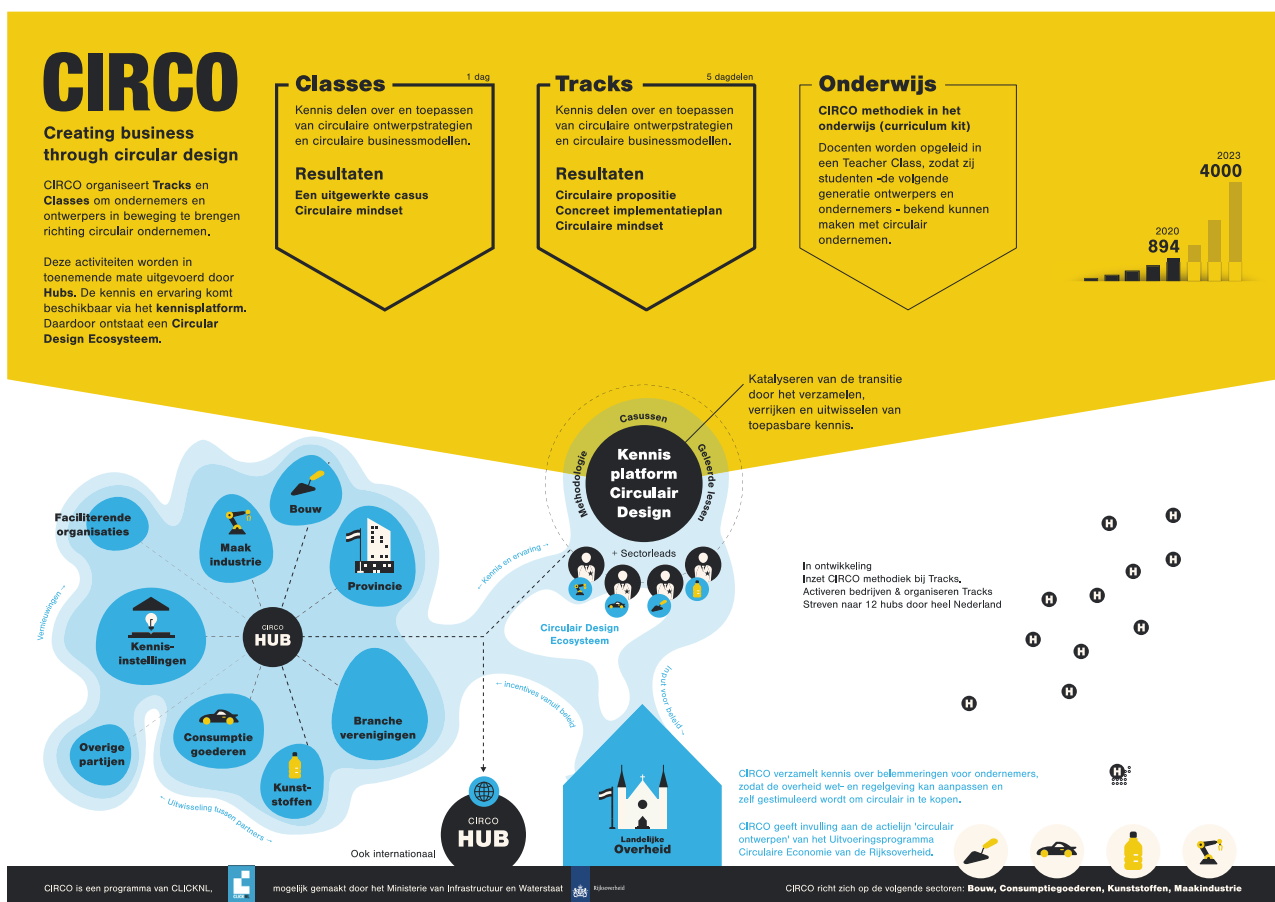 CIRCO
Creating business
through circular design
CIRCO organiseert Tracks en
Classes om ondernemers en
ontwerpers in beweging te brengen
richting circulair ondernemen.
Deze activiteiten worden in
toenemende mate uitgevoerd door
Hubs. De kennis en ervaring komt
beschikbaar via het kennisplatform.
Daardoor ontstaat een Circular
Design Ecosysteem.
Classes
1 dag
Kennis delen over en toepassen
van circulaire ontwerpstrategien
en circulaire businessmodellen.
Resultaten
Een uitgewerkte casus
Circulaire mindset
Tracks
5 dagdelen
Kennis delen over en toepassen
van circulaire ontwerpstrategien
en circulaire businessmodellen.
Resultaten
Circulaire propositie
Concreet implementatieplan
Circulaire mindset
Onderwijs
CIRCO methodiek in het
onderwijs (curriculum kit)
Docenten worden opgeleid in
een Teacher Class, zodat zij
studenten -de volgende
generatie ontwerpers en
ondernemers - bekend kunnen
maken met circulair
ondernemen.
2023
4000
2020
894
Katalyseren van de transitie
door het verzamelen,
verrijken en uitwisselen van
toepasbare kennis.
Casussen
Methodologie
Geleerde lessen
Kennis
platform
Circulair
Design
+ Sectorleads
Circulair Design
Ecosysteem
← Kennis en ervaring →
Faciliterende
organisaties
Maak
industrie
Bouw
Provincie
Vernieuwingen →
Kennis-
instellingen
CIRCO
HUB
Overige
partijen
Consumptie
goederen
Kunst-
stoffen
Branche
verenigingen
← Uitwisseling tussen partners →
← incentives vanuit beleid
Input voor beleid →
Ook internationaal
CIRCO
HUB
Landelijke
Overheid
In ontwikkeling
Inzet CIRCO methodiek bij Tracks.
Activeren bedrijven & organiseren Tracks
Streven naar 12 hubs door heel Nederland
H
H
H
H
H
H
H
H
H
H
H
H
CIRCO verzamelt kennis over belemmeringen voor ondernemers,
zodat de overheid wet- en regelgeving kan aanpassen en
zelf gestimuleerd wordt om circulair in te kopen.
CIRCO geeft invulling aan de actielijn 'circulair
ontwerpen' van het Uitvoeringsprogramma
Circulaire Economie van de Rijksoverheid.
CIRCO is een programma van CLICKNL,
CLICKNL
mogelijk gemaakt door het Ministerie van Infrastructuur en Waterstaat
Rijksoverheid
CIRCO richt zich op de volgende sectoren: Bouw, Consumptiegoederen, Kunststoffen, Maakindustrie